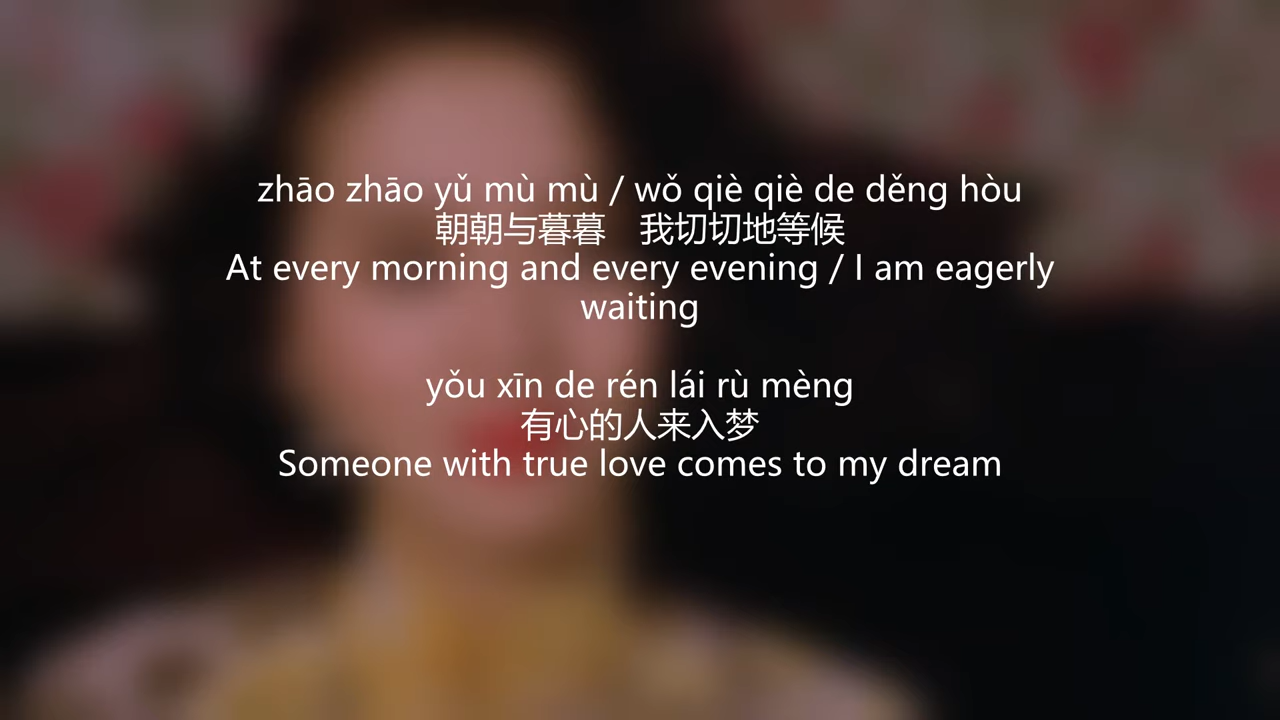 zhāo zhāo yǔ mù mù / wǒ qiè qiè de děng hòu
朝朝与暮暮　我切切地等候
At every morning and every evening / I am eagerly
waiting
yǒu xīn de rén lái rù mèng
有心的人来入梦
Someone with true love comes to my dream